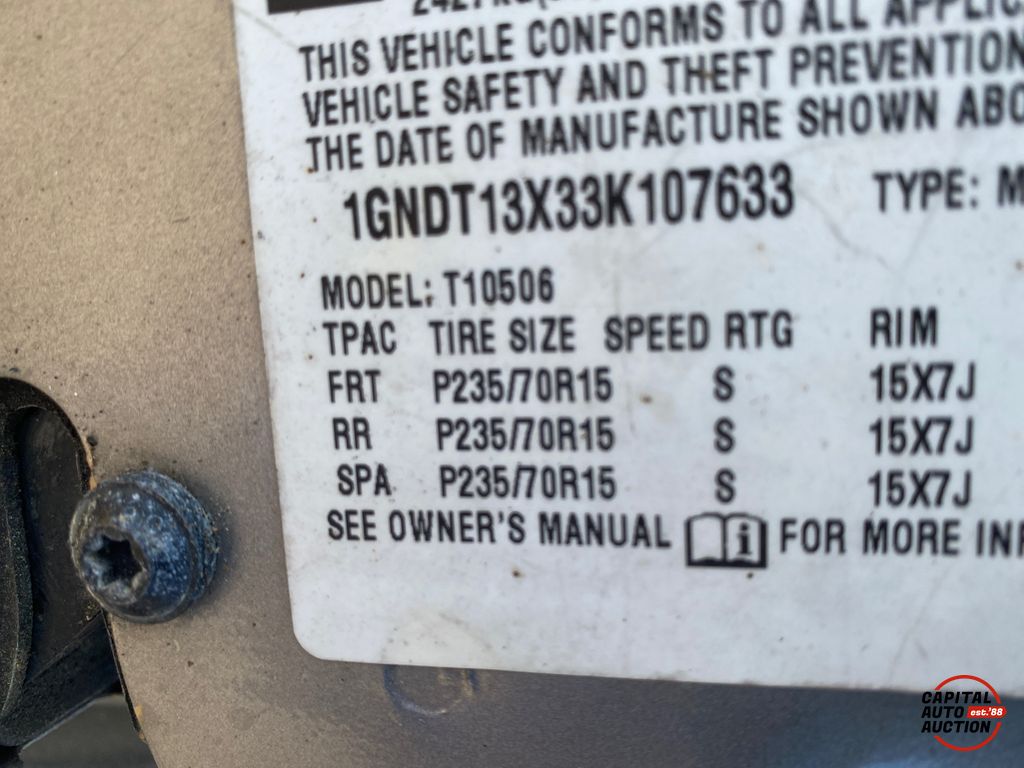 THIS VEHICLE CONFORMS TO ALL
VEHICLE SAFETY AND THEFT PREVENTION
THE DATE OF MANUFACTURE SHOWN
1GNDT13X33K107633 TYPE:
MODEL: T10506
TPAC TIRE SIZE SPEED RTG RIM
FRT P235/70R15 S 15X7J
RR P235/70R15 S 15X7J
SPA P235/70R15 S 15X7J
SEE OWNER'S MANUAL FOR MORE
CAPITAL
AUTO est.'88
AUCTION